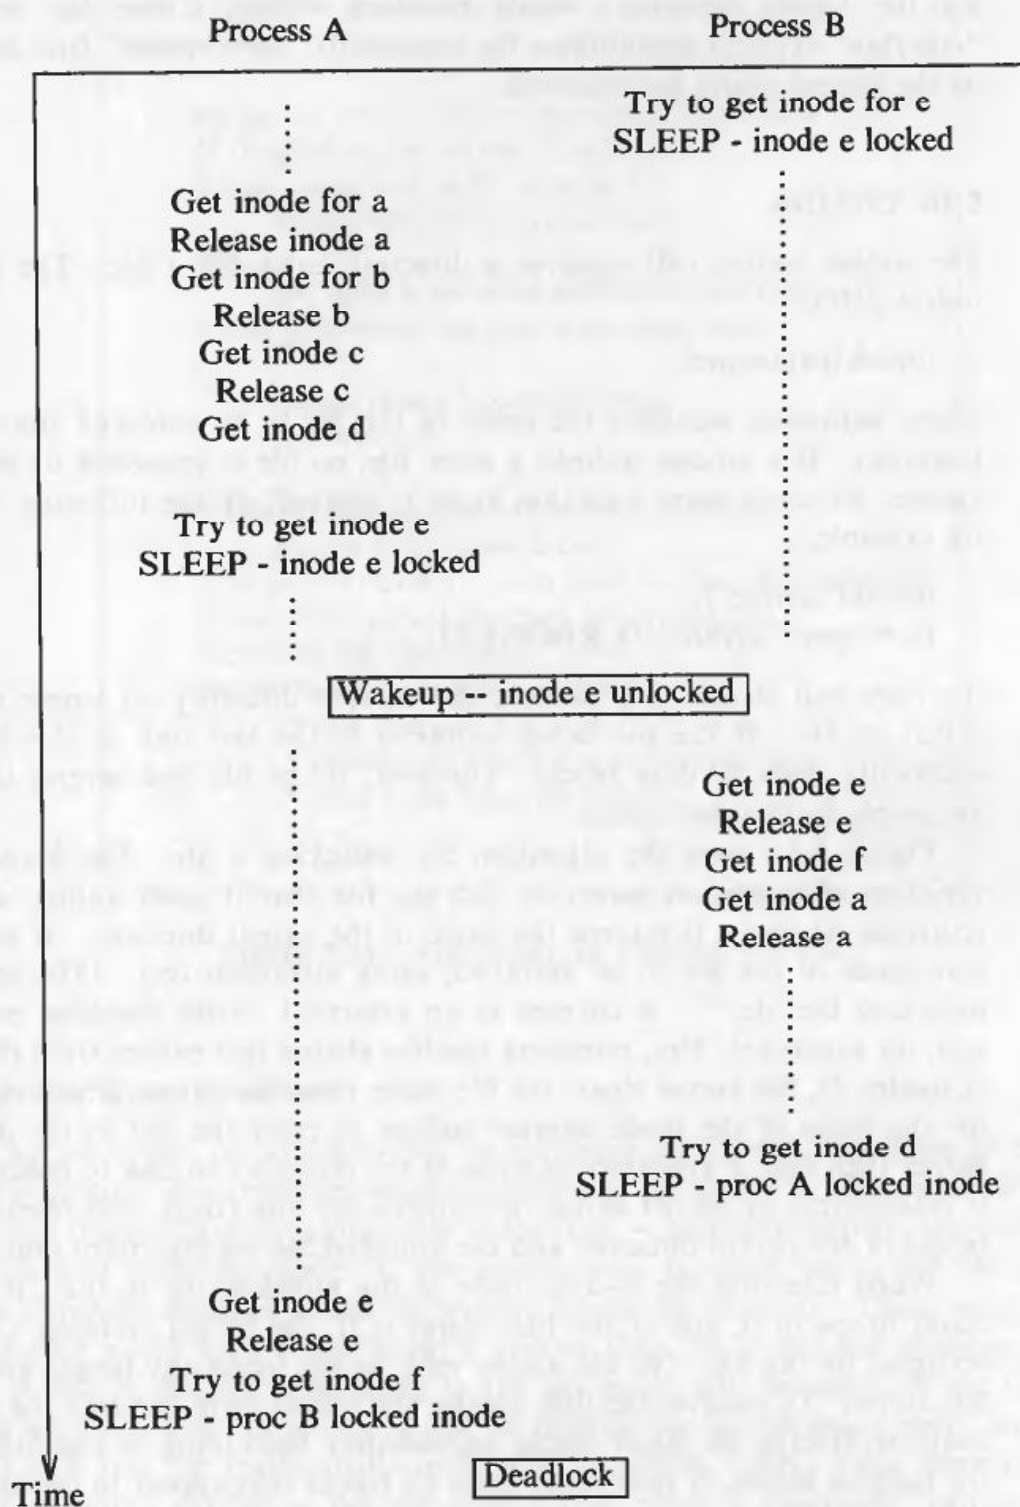 Process A
Process B
Try to get inode for e
SLEEP - inode e locked
Get inode for a
Release inode a
Get inode for b
Release b
Get inode c
Release c
Get inode d
Try to get inode e
SLEEP - inode e locked
Wakeup -- inode e unlocked
Get inode e
Release e
Get inode f
Get inode a
Release a
Try to get inode d
SLEEP - proc A locked inode
Get inode e
Release e
Try to get inode f
SLEEP - proc B locked inode
Deadlock
Time